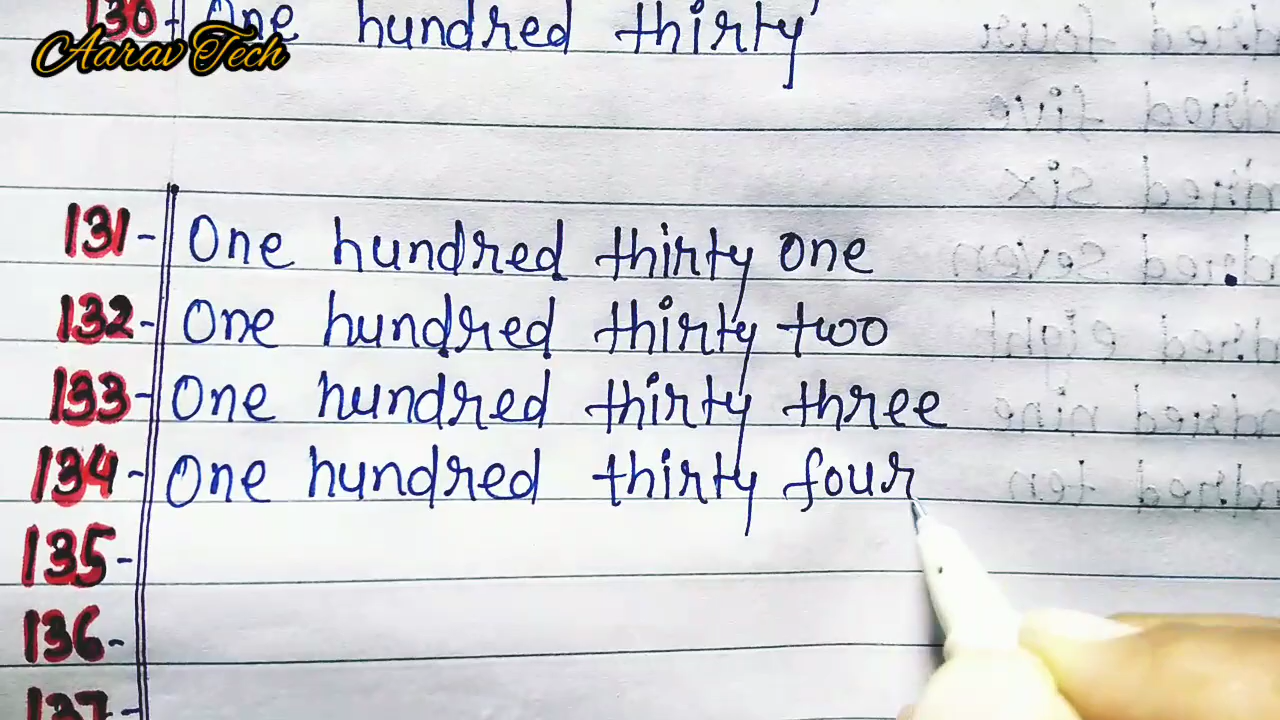 130- One hundred thirty
Aarav Tech
131- One hundred thirty one
132- One hundred thirty two
133- One hundred thirty three
134- One hundred thirty four
135-
136-
137-